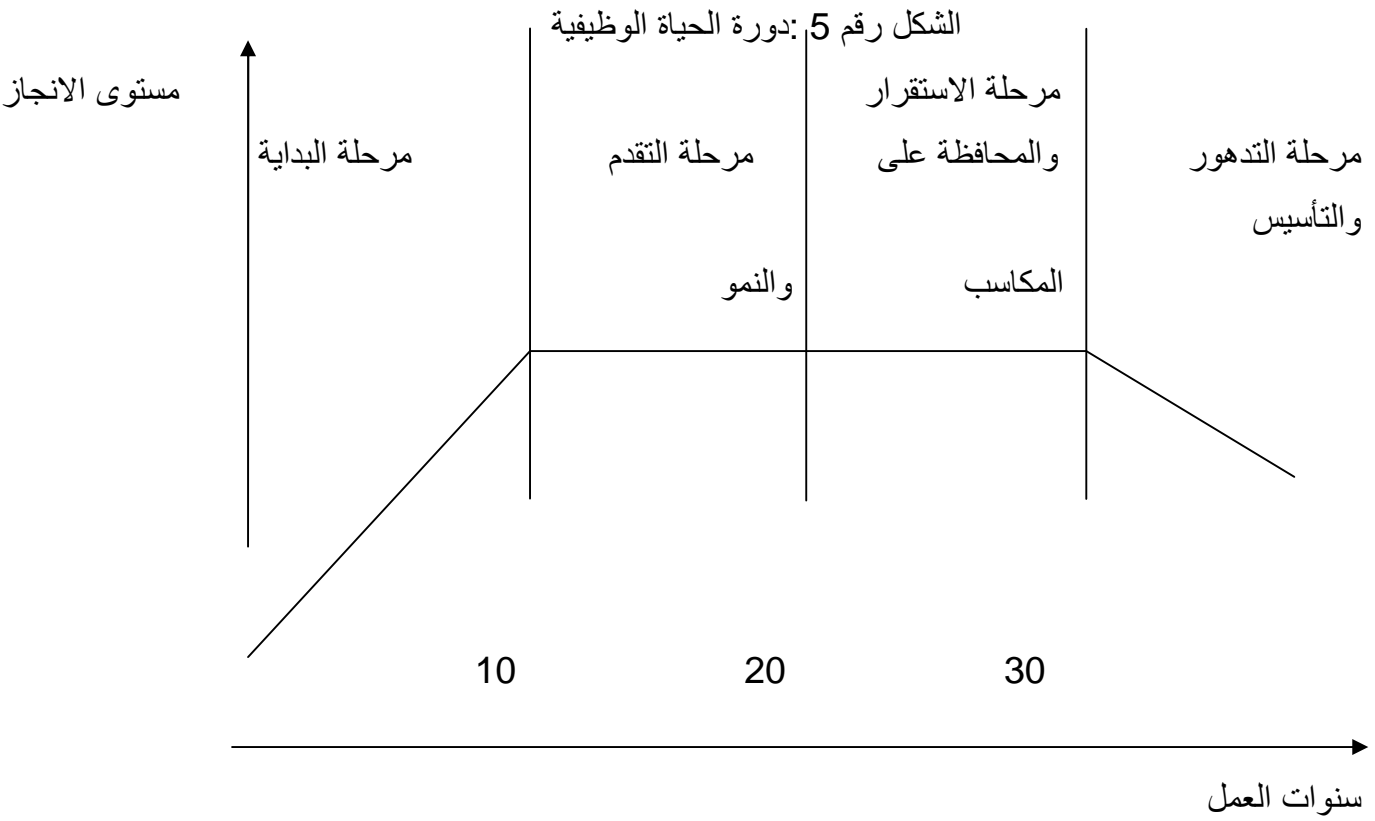 الشكل رقم 5 :دورة الحياة الوظيفية
مستوى الانجاز
مرحلة الاستقرار
مرحلة البداية
مرحلة التقدم
والمحافظة على
مرحلة التدهور
والتأسيس
والنمو
المكاسب
10
20
30
سنوات العمل